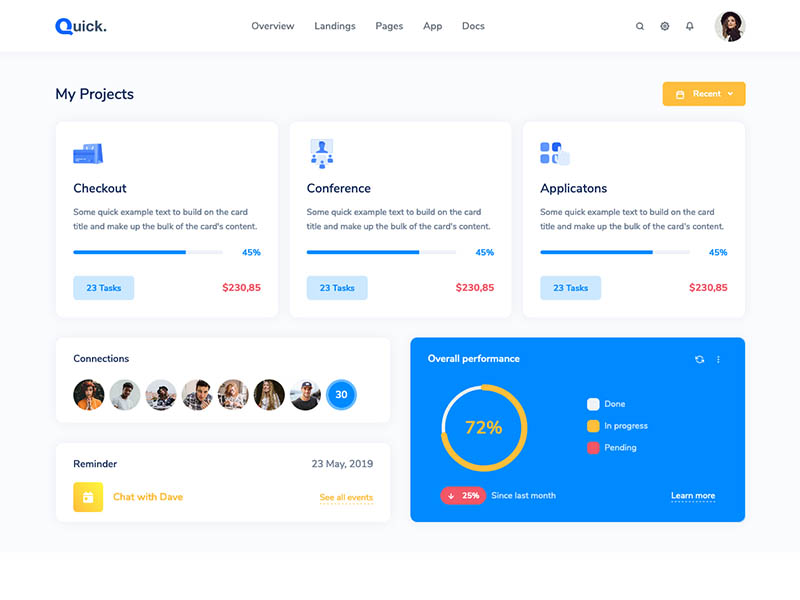 Quick.
Overview Landings Pages App Docs
My Projects
Recent
Checkout
Some quick example text to build on the card
title and make up the bulk of the card's content.
45%
23 Tasks
$230,85
Conference
Some quick example text to build on the card
title and make up the bulk of the card's content.
45%
23 Tasks
$230,85
Applicatons
Some quick example text to build on the card
title and make up the bulk of the card's content.
45%
23 Tasks
$230,85
Connections
30
Reminder
23 May, 2019
Chat with Dave
See all events
Overall performance
72%
Done
In progress
Pending
25%
Since last month
Learn more